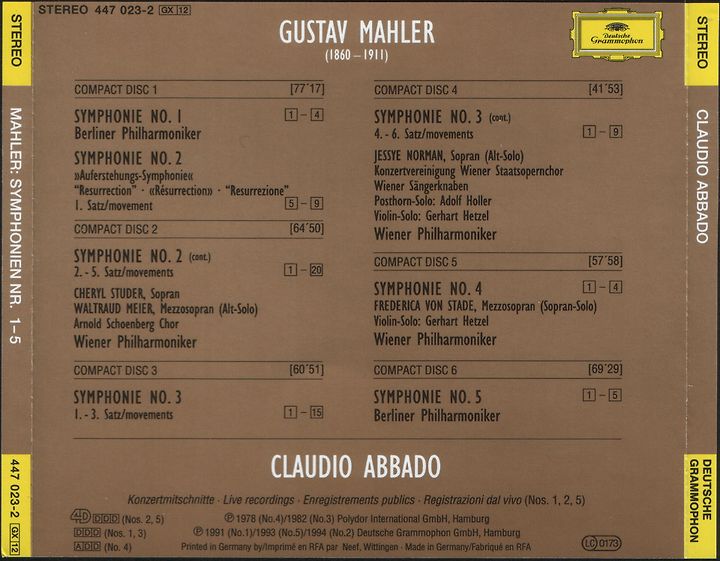 STEREO 447 023-2 GX 12
GUSTAV MAHLER
(1860–1911)
Deutsche
Grammophon
COMPACT DISC 1 [77'17]
SYMPHONIE NO. 1 1 - 4
Berliner Philharmoniker
SYMPHONIE NO. 2
»Auferstehungs-Symphonie«
“Resurrection” · «Résurrection» · “Resurrezione”
1. Satz/movement 5 - 9
COMPACT DISC 2 [64'50]
SYMPHONIE NO. 2 (cont.)
2. - 5. Satz/movements 1 - 20
CHERYL STUDER, Sopran
WALTRAUD MEIER, Mezzosopran (Alt-Solo)
Arnold Schoenberg Chor
Wiener Philharmoniker
COMPACT DISC 3 [60'51]
SYMPHONIE NO. 3
1. - 3. Satz/movements 1 - 15
COMPACT DISC 4 [41'53]
SYMPHONIE NO. 3 (cont.)
4. - 6. Satz/movements 1 - 9
JESSYE NORMAN, Sopran (Alt-Solo)
Konzertvereinigung Wiener Staatsopernchor
Wiener Sängerknaben
Posthorn-Solo: Adolf Holler
Violin-Solo: Gerhart Hetzel
Wiener Philharmoniker
COMPACT DISC 5 [57'58]
SYMPHONIE NO. 4 1 - 4
FREDERICA VON STADE, Mezzosopran (Sopran-Solo)
Violin-Solo: Gerhart Hetzel
Wiener Philharmoniker
COMPACT DISC 6 [69'29]
SYMPHONIE NO. 5 1 - 5
Berliner Philharmoniker
CLAUDIO ABBADO
Konzertmitschnitte · Live recordings · Enregistrements publics · Registrazioni dal vivo (Nos. 1, 2, 5)
4D DDD (Nos. 2, 5)
DDD (Nos. 1, 3)
ADD (No. 4)
℗ 1978 (No.4)/1982 (No.3) Polydor International GmbH, Hamburg
℗ 1991 (No.1)/1993 (No.5)/1994 (No.2) Deutsche Grammophon GmbH, Hamburg
Printed in Germany by/Imprimé en RFA par Neef, Wittingen · Made in Germany/Fabriqué en RFA
LC 0173
STEREO
MAHLER: SYMPHONIEN NR. 1-5
447 023-2 GX 12
STEREO
CLAUDIO ABBADO
DEUTSCHE
GRAMMOPHON